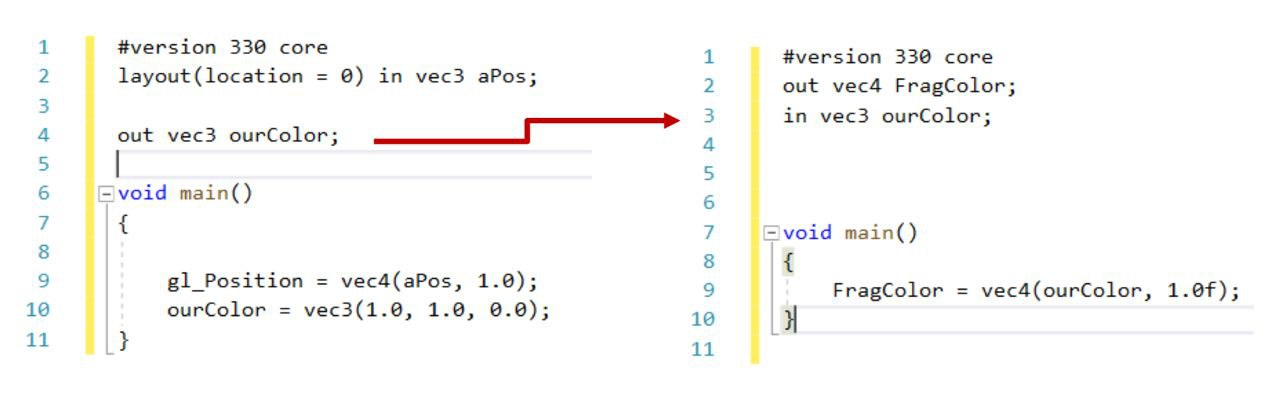 1 #version 330 core
2 layout(location = 0) in vec3 aPos;
3
4 out vec3 ourColor;
5
6 void main()
7 {
8
9 gl_Position = vec4(aPos, 1.0);
10 ourColor = vec3(1.0, 1.0, 0.0);
11 }
1 #version 330 core
2 out vec4 FragColor;
3 in vec3 ourColor;
4
5
6
7 void main()
8 {
9 FragColor = vec4(ourColor, 1.0f);
10 }
11